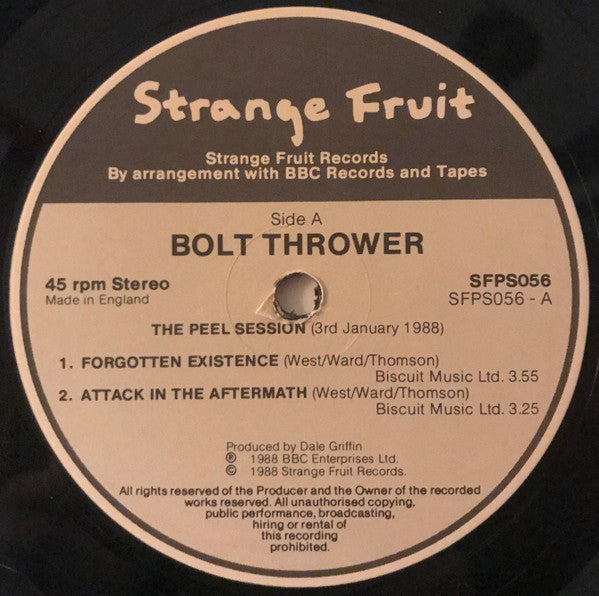 Strange Fruit
Strange Fruit Records
By arrangement with BBC Records and Tapes
Side A
BOLT THROWER
45 rpm Stereo
Made in England
SFPS056
SFPS056 - A
THE PEEL SESSION (3rd January 1988)
1. FORGOTTEN EXISTENCE (West/Ward/Thomson)
Biscuit Music Ltd. 3.55
2. ATTACK IN THE AFTERMATH (West/Ward/Thomson)
Biscuit Music Ltd. 3.25
Produced by Dale Griffin
℗ 1988 BBC Enterprises Ltd.
© 1988 Strange Fruit Records.
All rights reserved of the Producer and the Owner of the recorded
works reserved. All unauthorised copying,
public performance, broadcasting,
hiring or rental of
this recording
prohibited.